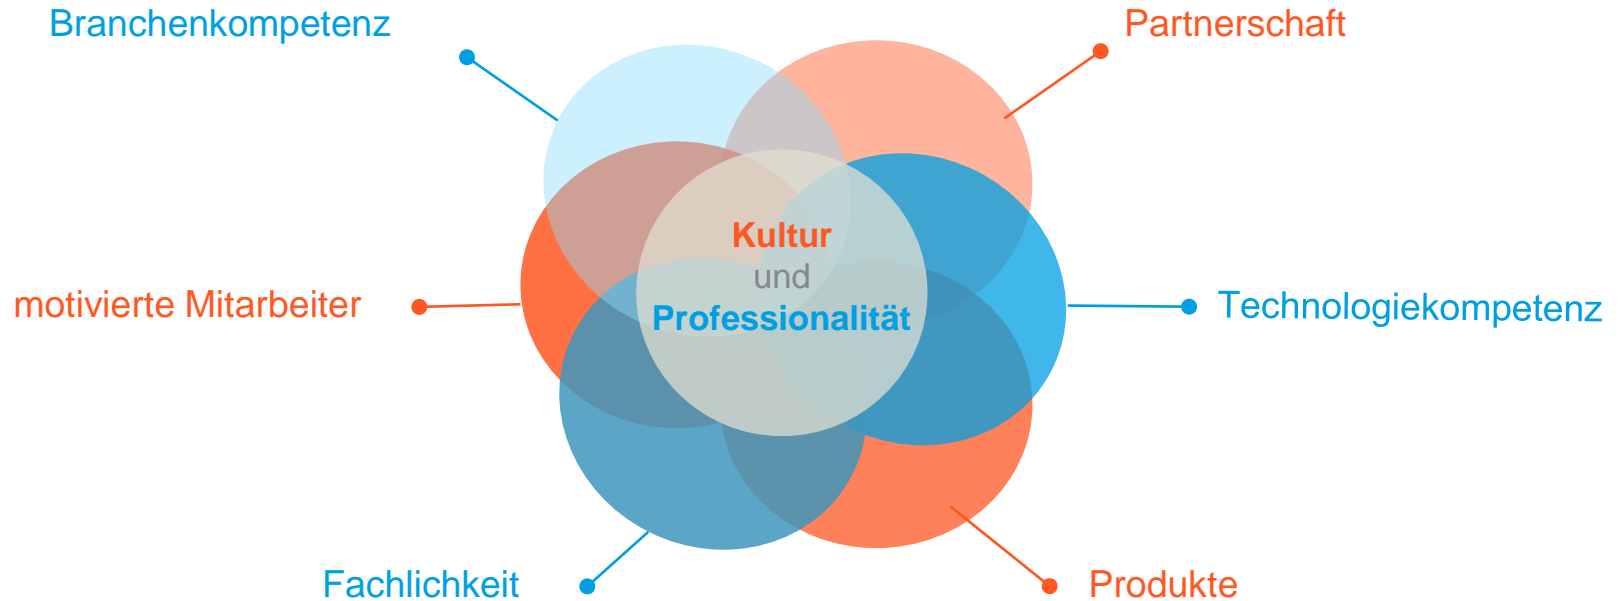 Branchenkompetenz
Partnerschaft
Kultur
und
Professionalität
motivierte Mitarbeiter
Technologiekompetenz
Fachlichkeit
Produkte